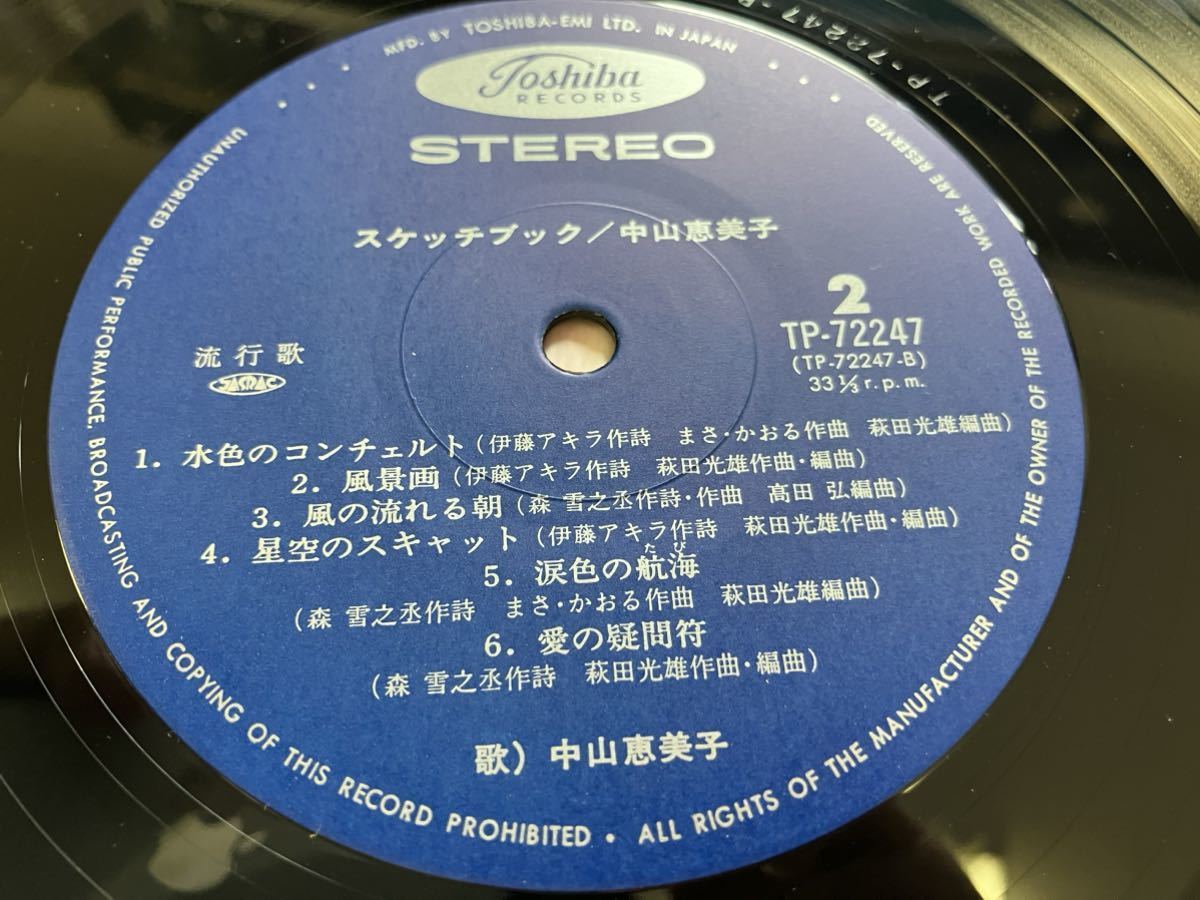 MFD. BY TOSHIBA-EMI LTD. IN JAPAN
Toshiba
RECORDS
STEREO
スケッチブック／中山恵美子
2
TP-72247
(TP-72247-B)
33⅓ r.p.m.
流行歌
JASRAC
1. 水色のコンチェルト(伊藤アキラ作詩 まさ・かおる作曲 萩田光雄編曲)
2. 風景画(伊藤アキラ作詩 萩田光雄作曲・編曲)
3. 風の流れる朝(森 雪之丞作詩・作曲 高田 弘編曲)
4. 星空のスキャット(伊藤アキラ作詩 萩田光雄作曲・編曲)
たび
5. 涙色の航海
(森 雪之丞作詩 まさ・かおる作曲 萩田光雄編曲)
6. 愛の疑問符
(森 雪之丞作詩 萩田光雄作曲・編曲)
歌) 中山恵美子
UNAUTHORIZED PUBLIC PERFORMANCE, BROADCASTING AND COPYING OF THIS RECORD PROHIBITED • ALL RIGHTS OF THE MANUFACTURER AND OF THE OWNER OF THE RECORDED WORK ARE RESERVED
TP-72247